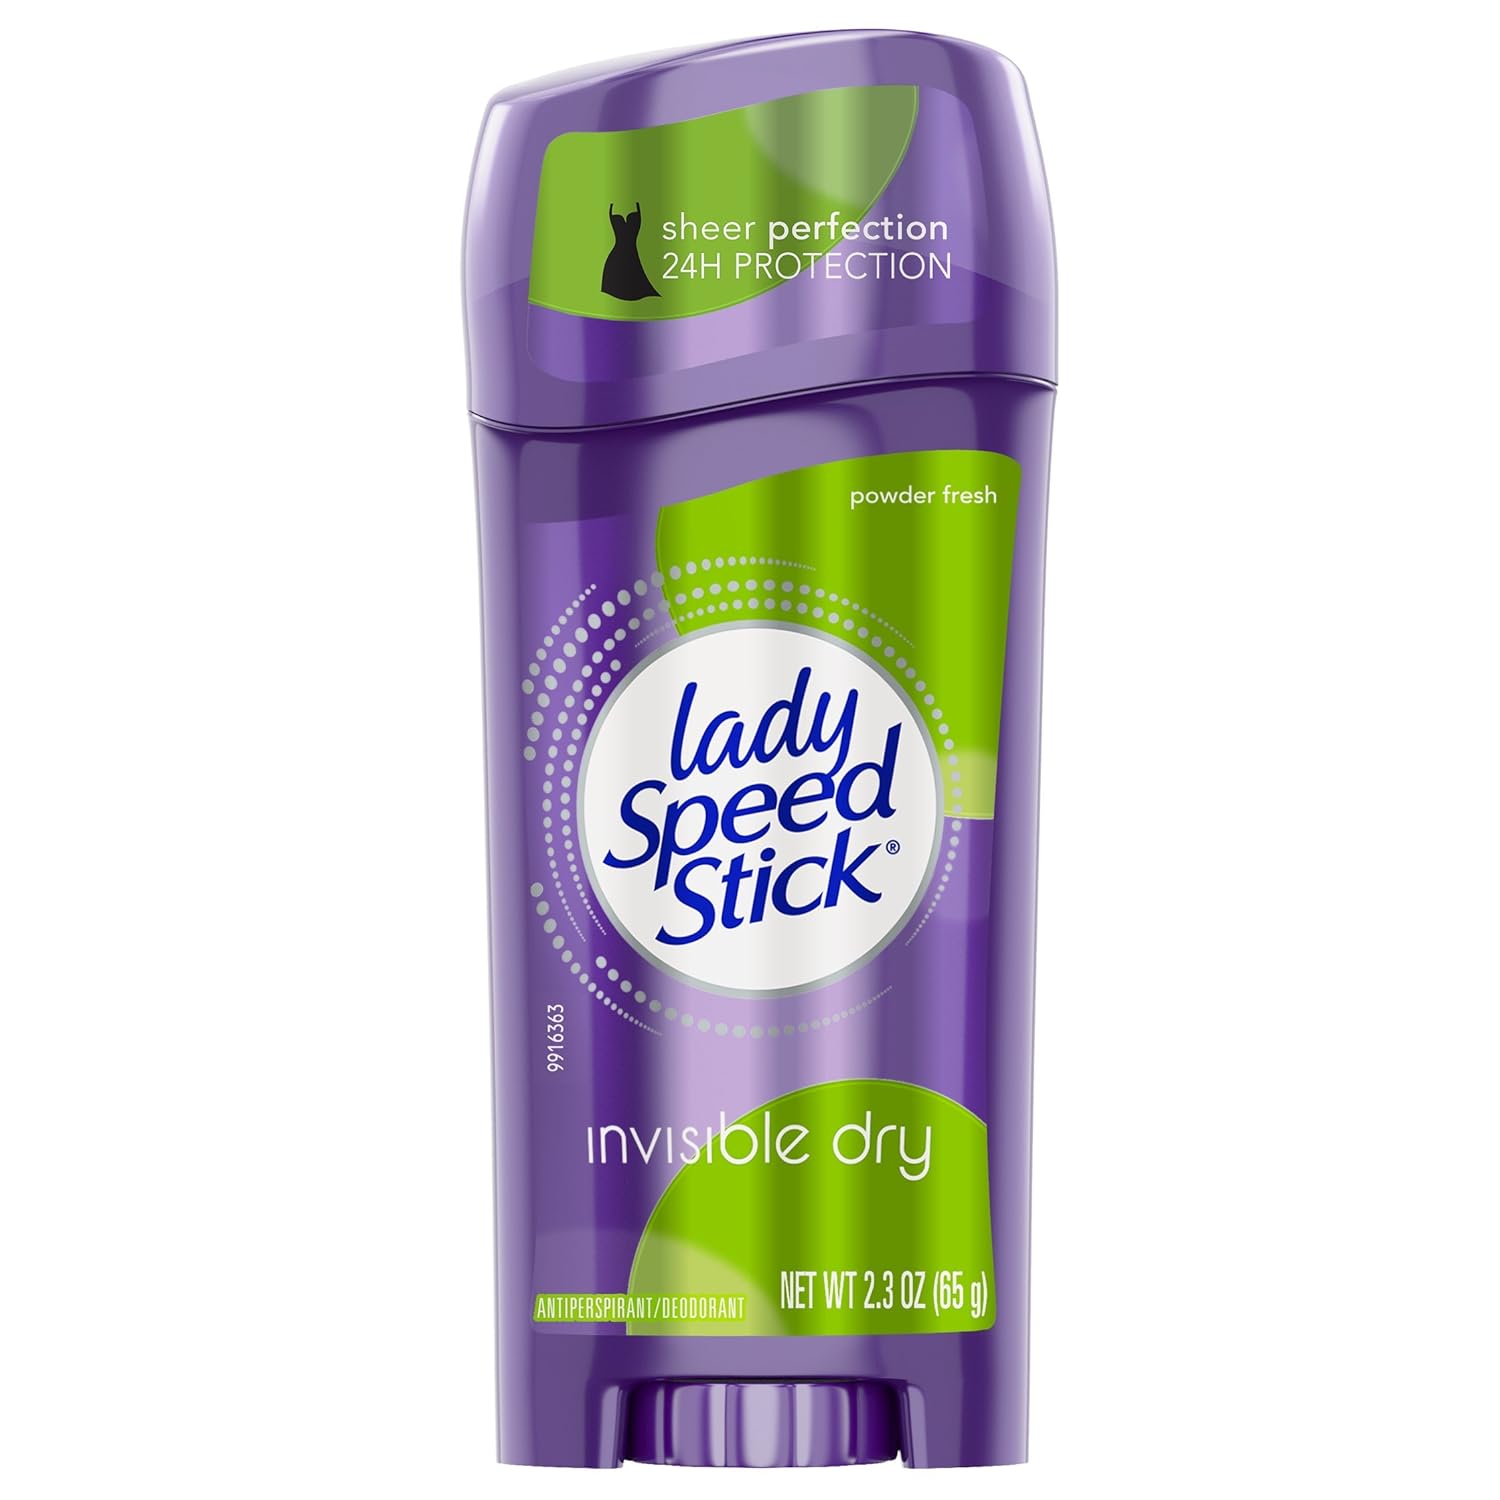 sheer perfection
24H PROTECTION
powder fresh
lady
Speed
Stick®
9916363
invisible dry
ANTIPERSPIRANT/DEODORANT
NET WT 2.3 OZ (65 g)